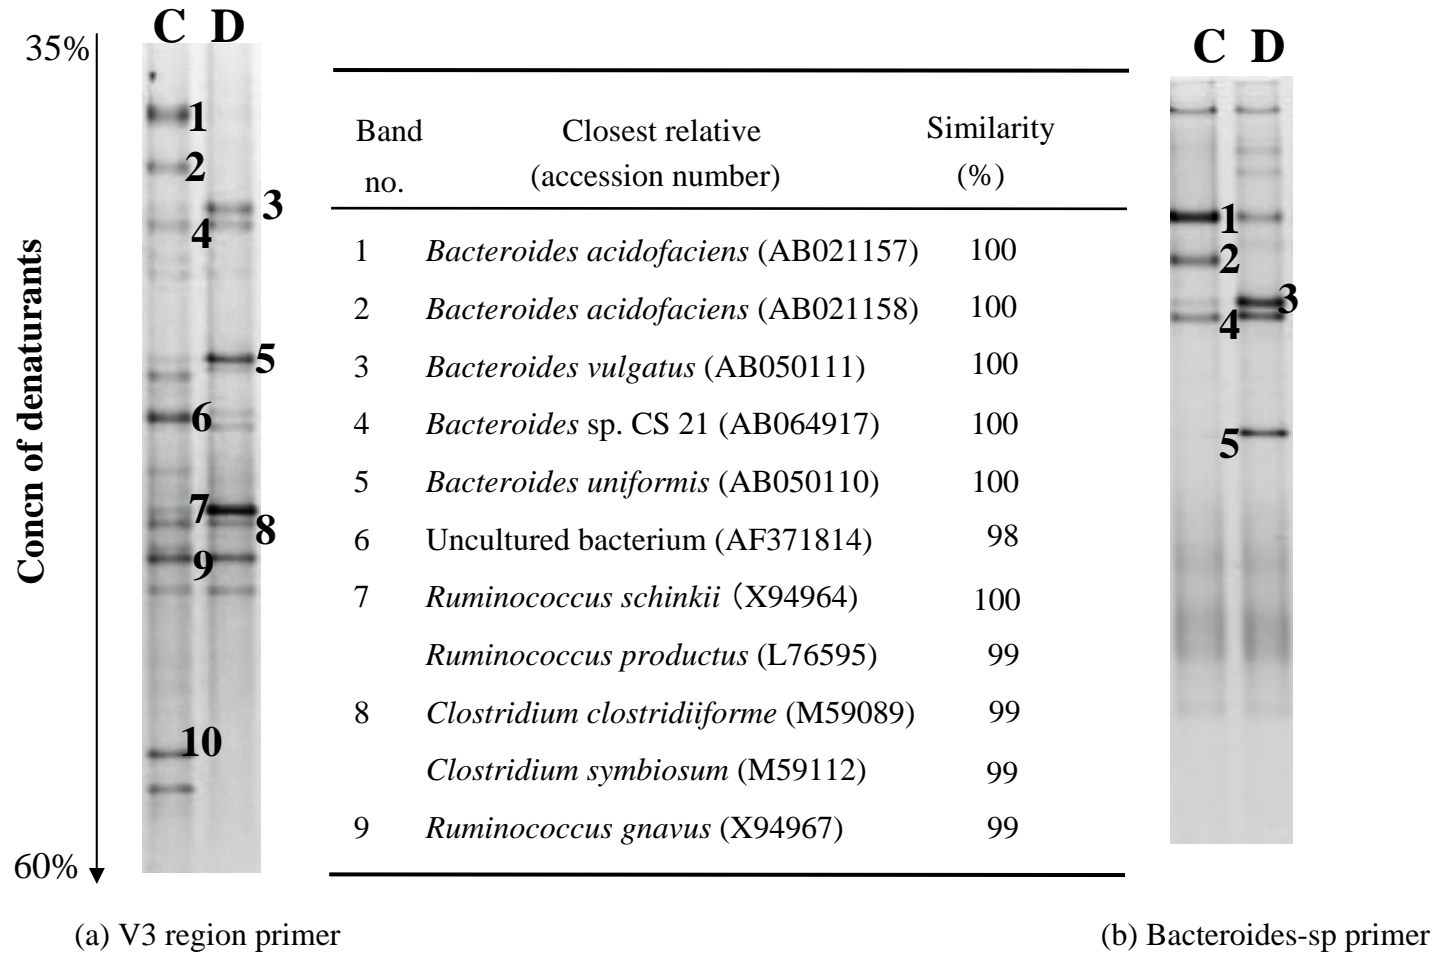 C D
35%
1
2
3
4
5
6
7
8
9
10
60%
Concn of denaturants
(a) V3 region primer
Band no. Closest relative (accession number) Similarity (%)
1 Bacteroides acidofaciens (AB021157) 100
2 Bacteroides acidofaciens (AB021158) 100
3 Bacteroides vulgatus (AB050111) 100
4 Bacteroides sp. CS 21 (AB064917) 100
5 Bacteroides uniformis (AB050110) 100
6 Uncultured bacterium (AF371814) 98
7 Ruminococcus schinkii (X94964) 100
Ruminococcus productus (L76595) 99
8 Clostridium clostridiiforme (M59089) 99
Clostridium symbiosum (M59112) 99
9 Ruminococcus gnavus (X94967) 99
C D
1
2
3
4
5
(b) Bacteroides-sp primer